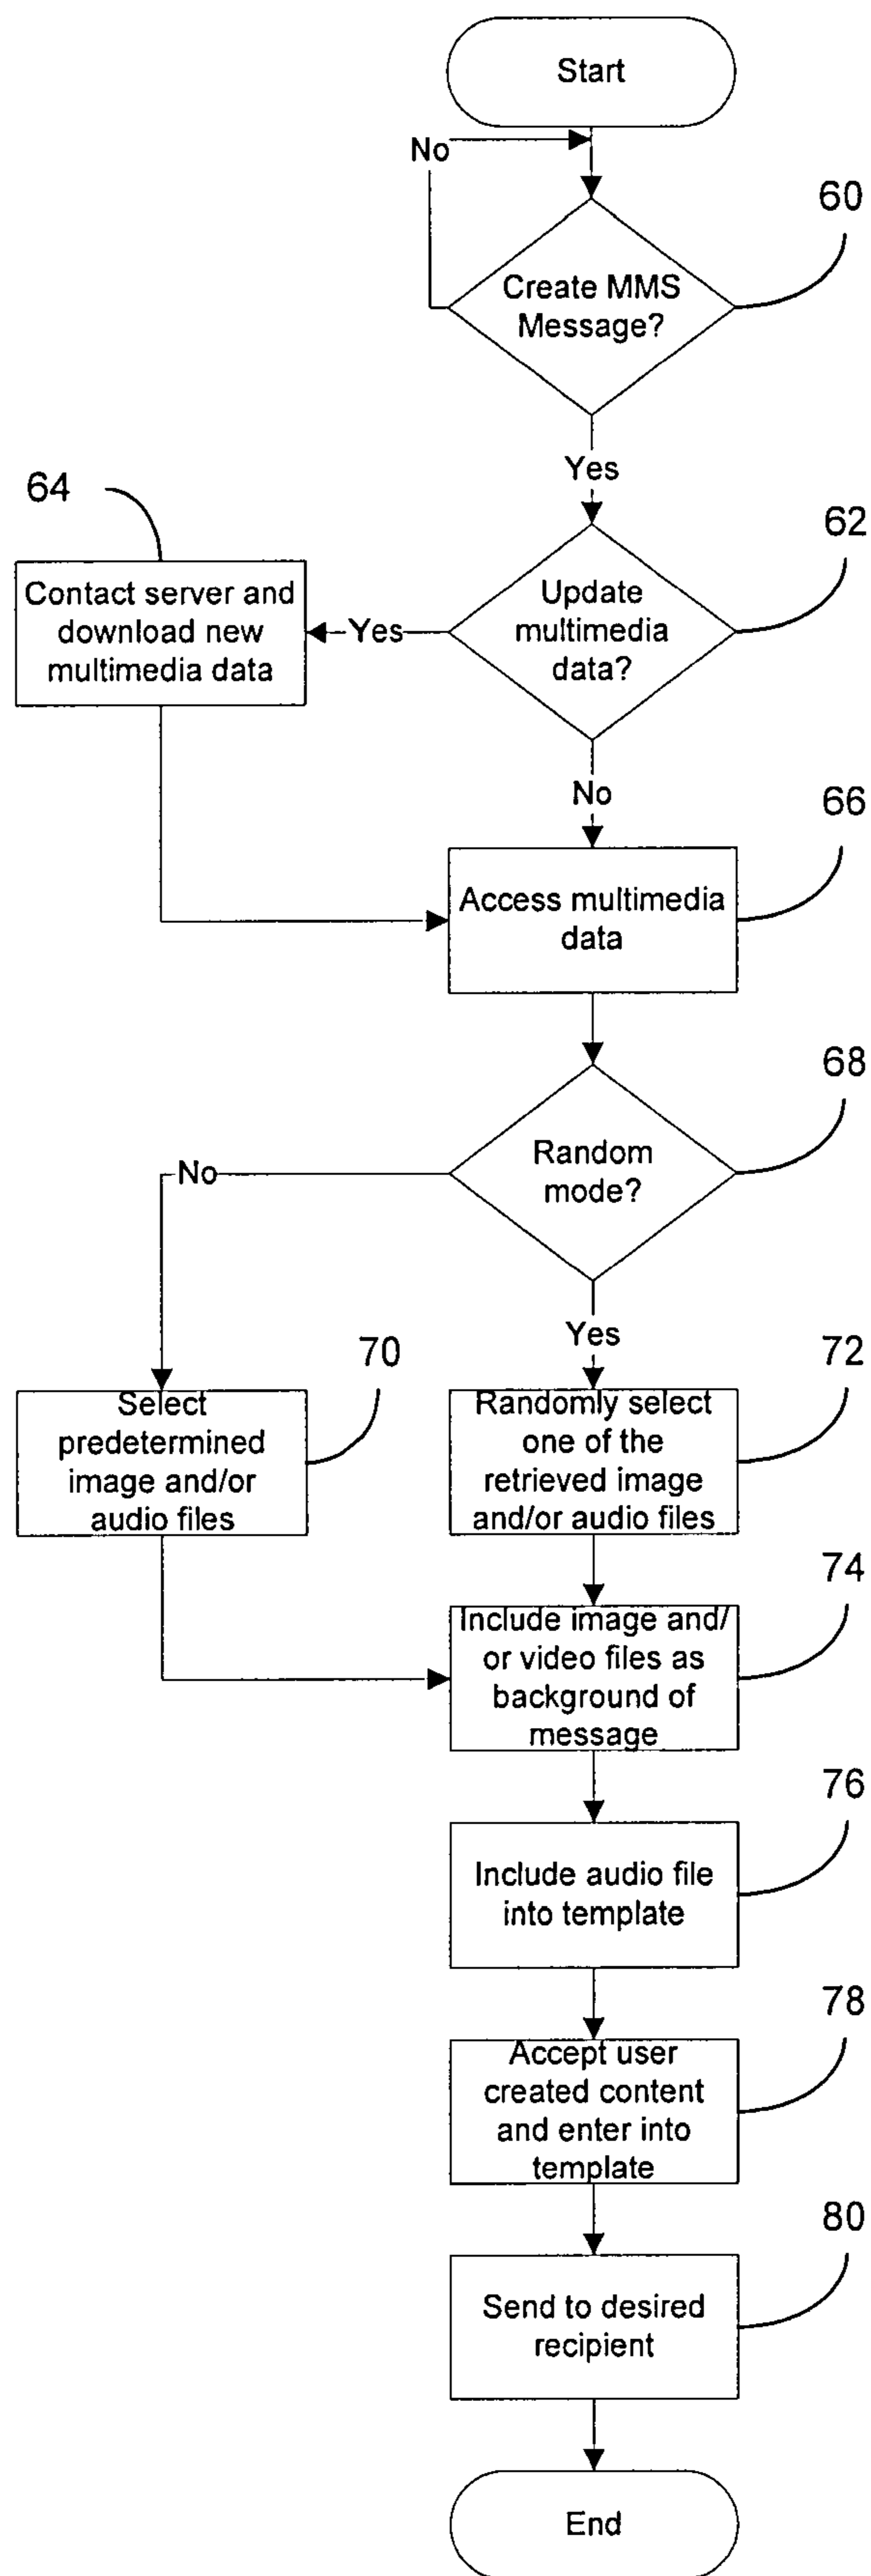 Start
No
60
Create MMS
Message?
Yes
64
62
Contact server and
download new
multimedia data
Yes
Update
multimedia
data?
No
66
Access multimedia
data
68
Random
mode?
No
Yes
70
72
Select
predetermined
image and/or
audio files
Randomly select
one of the
retrieved image
and/or audio files
74
Include image and/
or video files as
background of
message
76
Include audio file
into template
78
Accept user
created content
and enter into
template
80
Send to desired
recipient
End